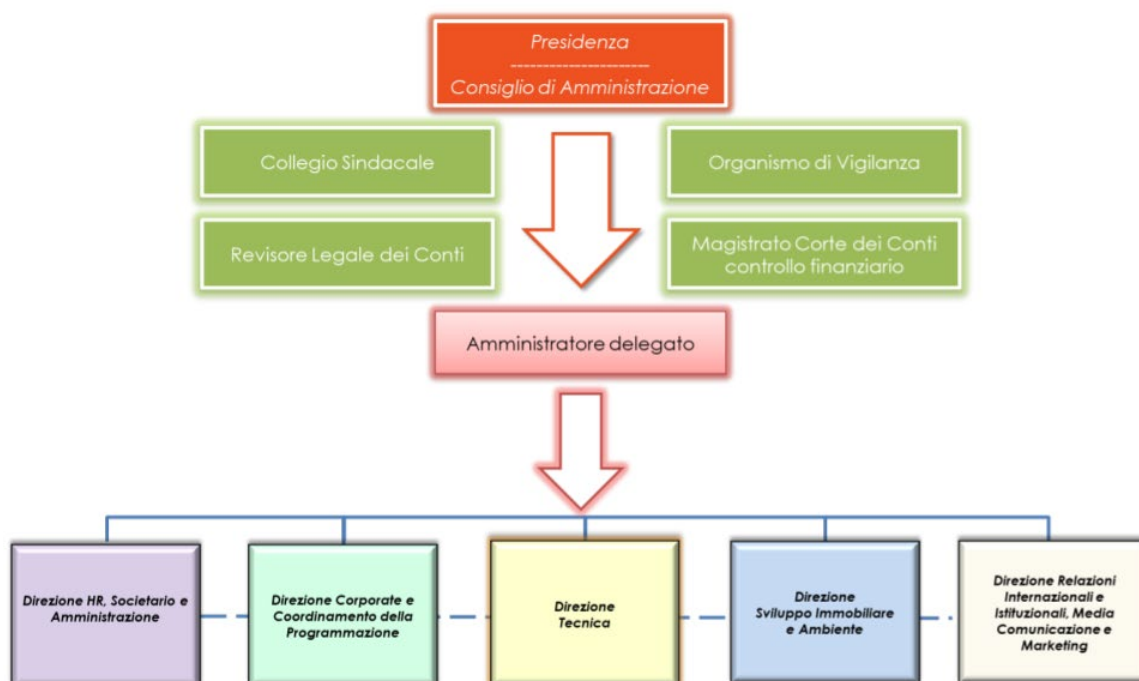 Presidenza
----------------------
Consiglio di Amministrazione
Collegio Sindacale
Organismo di Vigilanza
Revisore Legale dei Conti
Magistrato Corte dei Conti
controllo finanziario
Amministratore delegato
Direzione HR, Societario e
Amministrazione
Direzione Corporate e
Coordinamento della
Programmazione
Direzione
Tecnica
Direzione
Sviluppo Immobiliare
e Ambiente
Direzione Relazioni
Internazionali e
Istituzionali, Media
Comunicazione e
Marketing